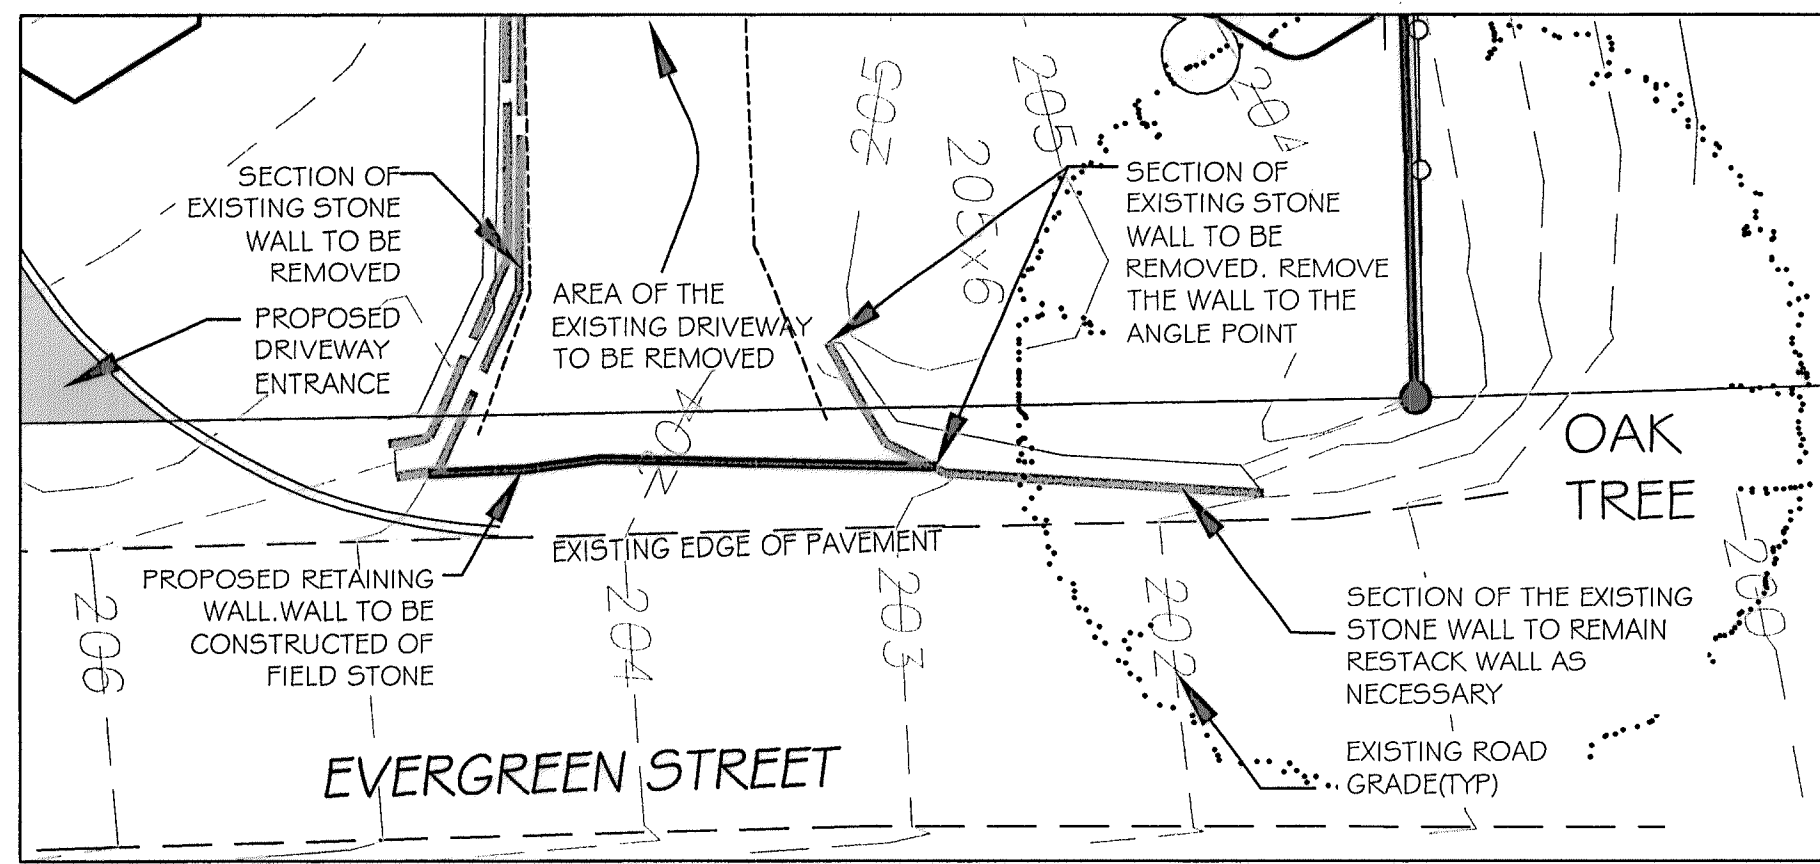 205
205
204
205x6
SECTION OF
EXISTING STONE
WALL TO BE
REMOVED
PROPOSED
DRIVEWAY
ENTRANCE
AREA OF THE
EXISTING DRIVEWAY
TO BE REMOVED
SECTION OF
EXISTING STONE
WALL TO BE
REMOVED. REMOVE
THE WALL TO THE
ANGLE POINT
204
OAK
TREE
EXISTING EDGE OF PAVEMENT
PROPOSED RETAINING
WALL.WALL TO BE
CONSTRUCTED OF
FIELD STONE
206
204
203
202
200
SECTION OF THE EXISTING
STONE WALL TO REMAIN
RESTACK WALL AS
NECESSARY
EXISTING ROAD
GRADE(TYP)
EVERGREEN STREET